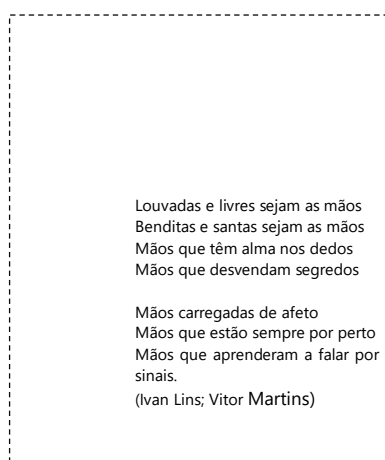 Louvadas e livres sejam as mãos
Benditas e santas sejam as mãos
Mãos que têm alma nos dedos
Mãos que desvendam segredos
Mãos carregadas de afeto
Mãos que estão sempre por perto
Mãos que aprenderam a falar por
sinais.
(Ivan Lins; Vitor Martins)